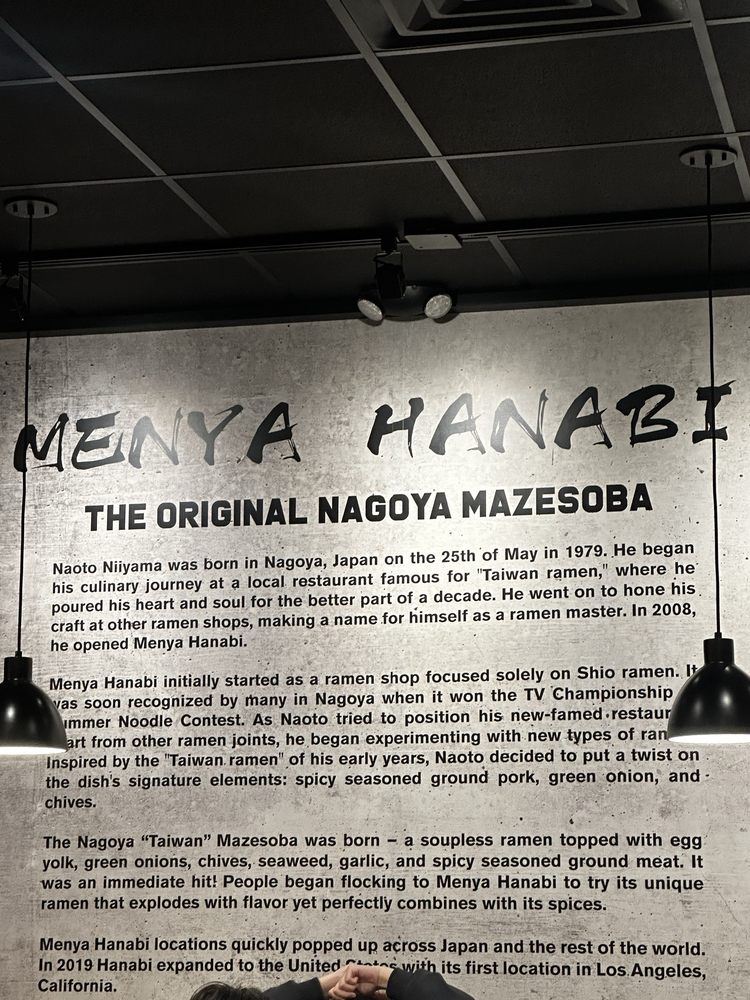 MENYA HANABI
THE ORIGINAL NAGOYA MAZESOBA
Naoto Niiyama was born in Nagoya, Japan on the 25th of May in 1979. He began
his culinary journey at a local restaurant famous for "Taiwan ramen," where he
poured his heart and soul for the better part of a decade. He went on to hone his
craft at other ramen shops, making a name for himself as a ramen master. In 2008,
he opened Menya Hanabi.
Menya Hanabi initially started as a ramen shop focused solely on Shio ramen. It
was soon recognized by many in Nagoya when it won the TV Championship
Summer Noodle Contest. As Naoto tried to position his new-famed
from other ramen joints, he began experimenting with new types of
Inspired by the "Taiwan ramen" of his early years, Naoto decided to put a twist on
the dish's signature elements: spicy seasoned ground pork, green onion, and
chives.
The Nagoya “Taiwan” Mazesoba was born – a soupless ramen topped with egg
yolk, green onions, chives, seaweed, garlic, and spicy seasoned ground meat. It
was an immediate hit! People began flocking to Menya Hanabi to try its unique
ramen that explodes with flavor yet perfectly combines with its spices.
Menya Hanabi locations quickly popped up across Japan and the rest of the world.
In 2019 Hanabi expanded to the United States with its first location in Los Angeles,
California.